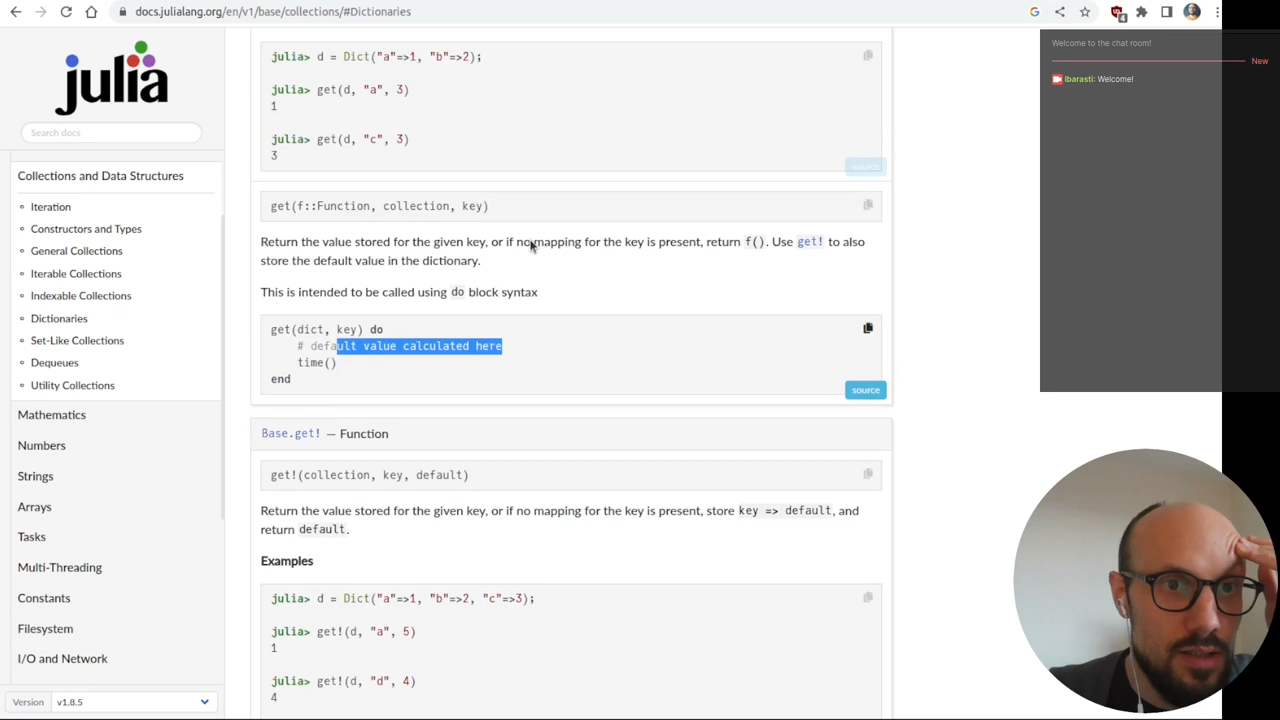 docs.julialang.org/en/v1/base/collections/#Dictionaries
4
julia
Search docs
Collections and Data Structures
Iteration
Constructors and Types
General Collections
Iterable Collections
Indexable Collections
Dictionaries
Set-Like Collections
Dequeues
Utility Collections
Mathematics
Numbers
Strings
Arrays
Tasks
Multi-Threading
Constants
Filesystem
I/O and Network
Version v1.8.5
julia> d = Dict("a"=>1, "b"=>2);
julia> get(d, "a", 3)
1
julia> get(d, "c", 3)
3
source
get(f::Function, collection, key)
Return the value stored for the given key, or if no mapping for the key is present, return f(). Use get! to also
store the default value in the dictionary.
This is intended to be called using do block syntax
get(dict, key) do
# default value calculated here
time()
end
source
Base.get! — Function
get!(collection, key, default)
Return the value stored for the given key, or if no mapping for the key is present, store key => default, and
return default.
Examples
julia> d = Dict("a"=>1, "b"=>2, "c"=>3);
julia> get!(d, "a", 5)
1
julia> get!(d, "d", 4)
4
Welcome to the chat room!
New
lbarasti: Welcome!